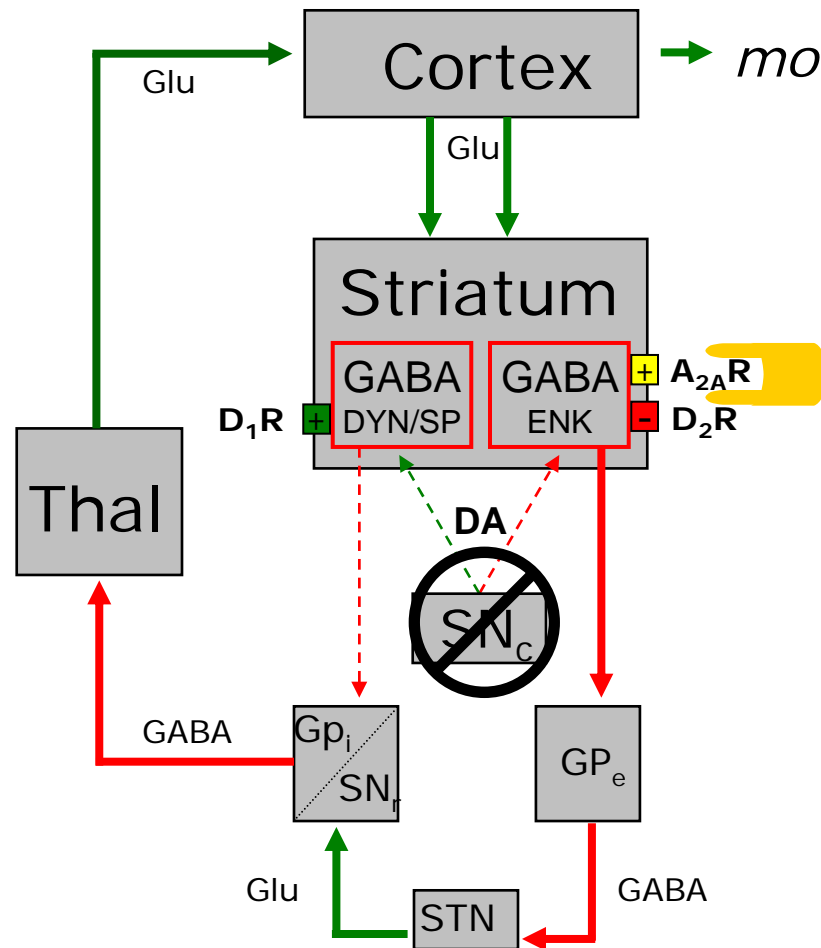 Cortex
mo
Glu
Glu
Striatum
GABA
DYN/SP
GABA
ENK
D₁R
+
+
-
A₂ₐR
D₂R
Thal
DA
SN꜀
GABA
Gpᵢ
SNᵣ
GPₑ
Glu
STN
GABA